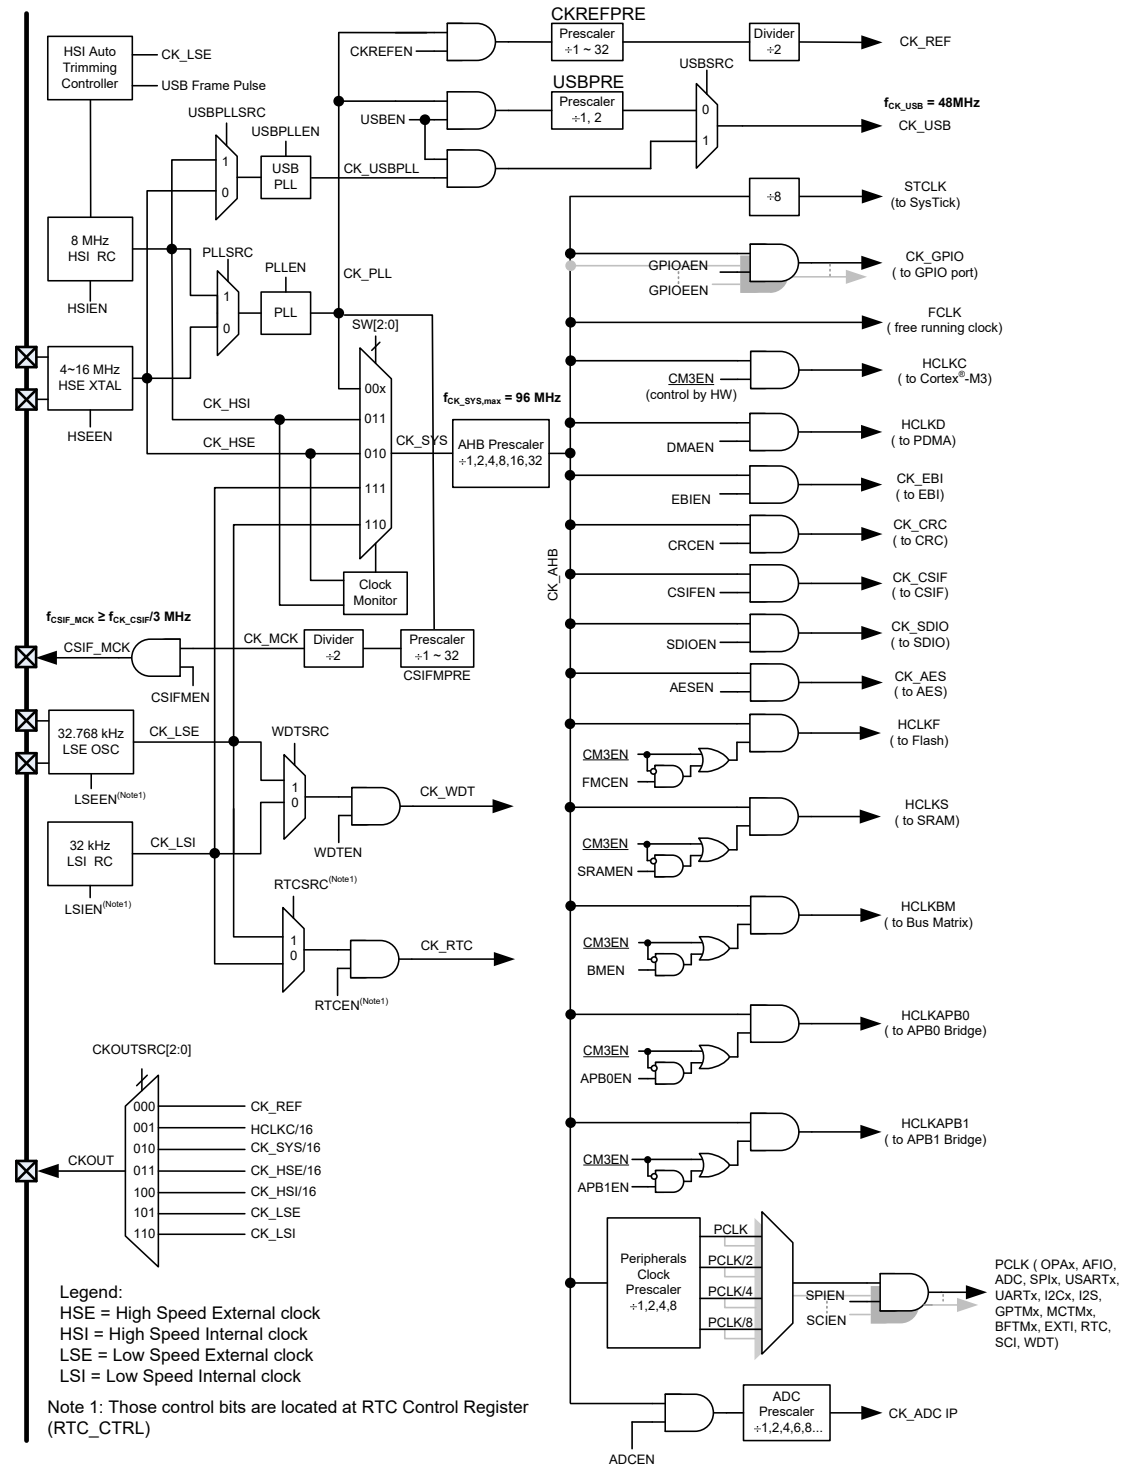 CKREFPRE
HSI Auto
Trimming
Controller
CK_LSE
USB Frame Pulse
CKREFEN
Prescaler
÷1 ~ 32
Divider
÷2
CK_REF
USBSRC
USBPRE
Prescaler
÷1, 2
USBEN
0
1
fCK_USB = 48MHz
CK_USB
USBPLLSRC
USBPLLEN
1
0
USB
PLL
CK_USBPLL
÷8
STCLK
(to SysTick)
8 MHz
HSI RC
HSIEN
PLLSRC
PLLEN
1
0
PLL
CK_PLL
GPIOAEN
GPIOEEN
CK_GPIO
( to GPIO port)
FCLK
( free running clock)
4~16 MHz
HSE XTAL
HSEEN
SW[2:0]
00x
011
010
111
110
CK_HSI
CK_HSE
CK_SYS
fCK_SYS,max = 96 MHz
AHB Prescaler
÷1,2,4,8,16,32
CM3EN
(control by HW)
HCLKC
( to Cortex®-M3)
DMAEN
HCLKD
( to PDMA)
EBIEN
CK_EBI
( to EBI)
CRCEN
CK_CRC
( to CRC)
CK_AHB
CSIFEN
CK_CSIF
( to CSIF)
Clock
Monitor
SDIOEN
CK_SDIO
( to SDIO)
fCSIF_MCK ≥ fCK_CSIF/3 MHz
CSIF_MCK
CSIFMEN
CK_MCK
Divider
÷2
Prescaler
÷1 ~ 32
CSIFMPRE
AESEN
CK_AES
( to AES)
32.768 kHz
LSE OSC
LSEEN(Note1)
CK_LSE
WDTSRC
1
0
WDTEN
CK_WDT
CM3EN
FMCEN
HCLKF
( to Flash)
32 kHz
LSI RC
LSIEN(Note1)
CK_LSI
CM3EN
SRAMEN
HCLKS
( to SRAM)
RTCSRC(Note1)
1
0
RTCEN(Note1)
CK_RTC
CM3EN
BMEN
HCLKBM
( to Bus Matrix)
CM3EN
APB0EN
HCLKAPB0
( to APB0 Bridge)
CKOUTSRC[2:0]
CKOUT
000 CK_REF
001 HCLKC/16
010 CK_SYS/16
011 CK_HSE/16
100 CK_HSI/16
101 CK_LSE
110 CK_LSI
CM3EN
APB1EN
HCLKAPB1
( to APB1 Bridge)
Peripherals
Clock
Prescaler
÷1,2,4,8
PCLK
PCLK/2
PCLK/4
PCLK/8
SPIEN
SCIEN
PCLK ( OPAx, AFIO,
ADC, SPIx, USARTx,
UARTx, I2Cx, I2S,
GPTMx, MCTMx,
BFTMx, EXTI, RTC,
SCI, WDT)
ADCEN
ADC
Prescaler
÷1,2,4,6,8...
CK_ADC IP
Legend:
HSE = High Speed External clock
HSI = High Speed Internal clock
LSE = Low Speed External clock
LSI = Low Speed Internal clock
Note 1: Those control bits are located at RTC Control Register
(RTC_CTRL)